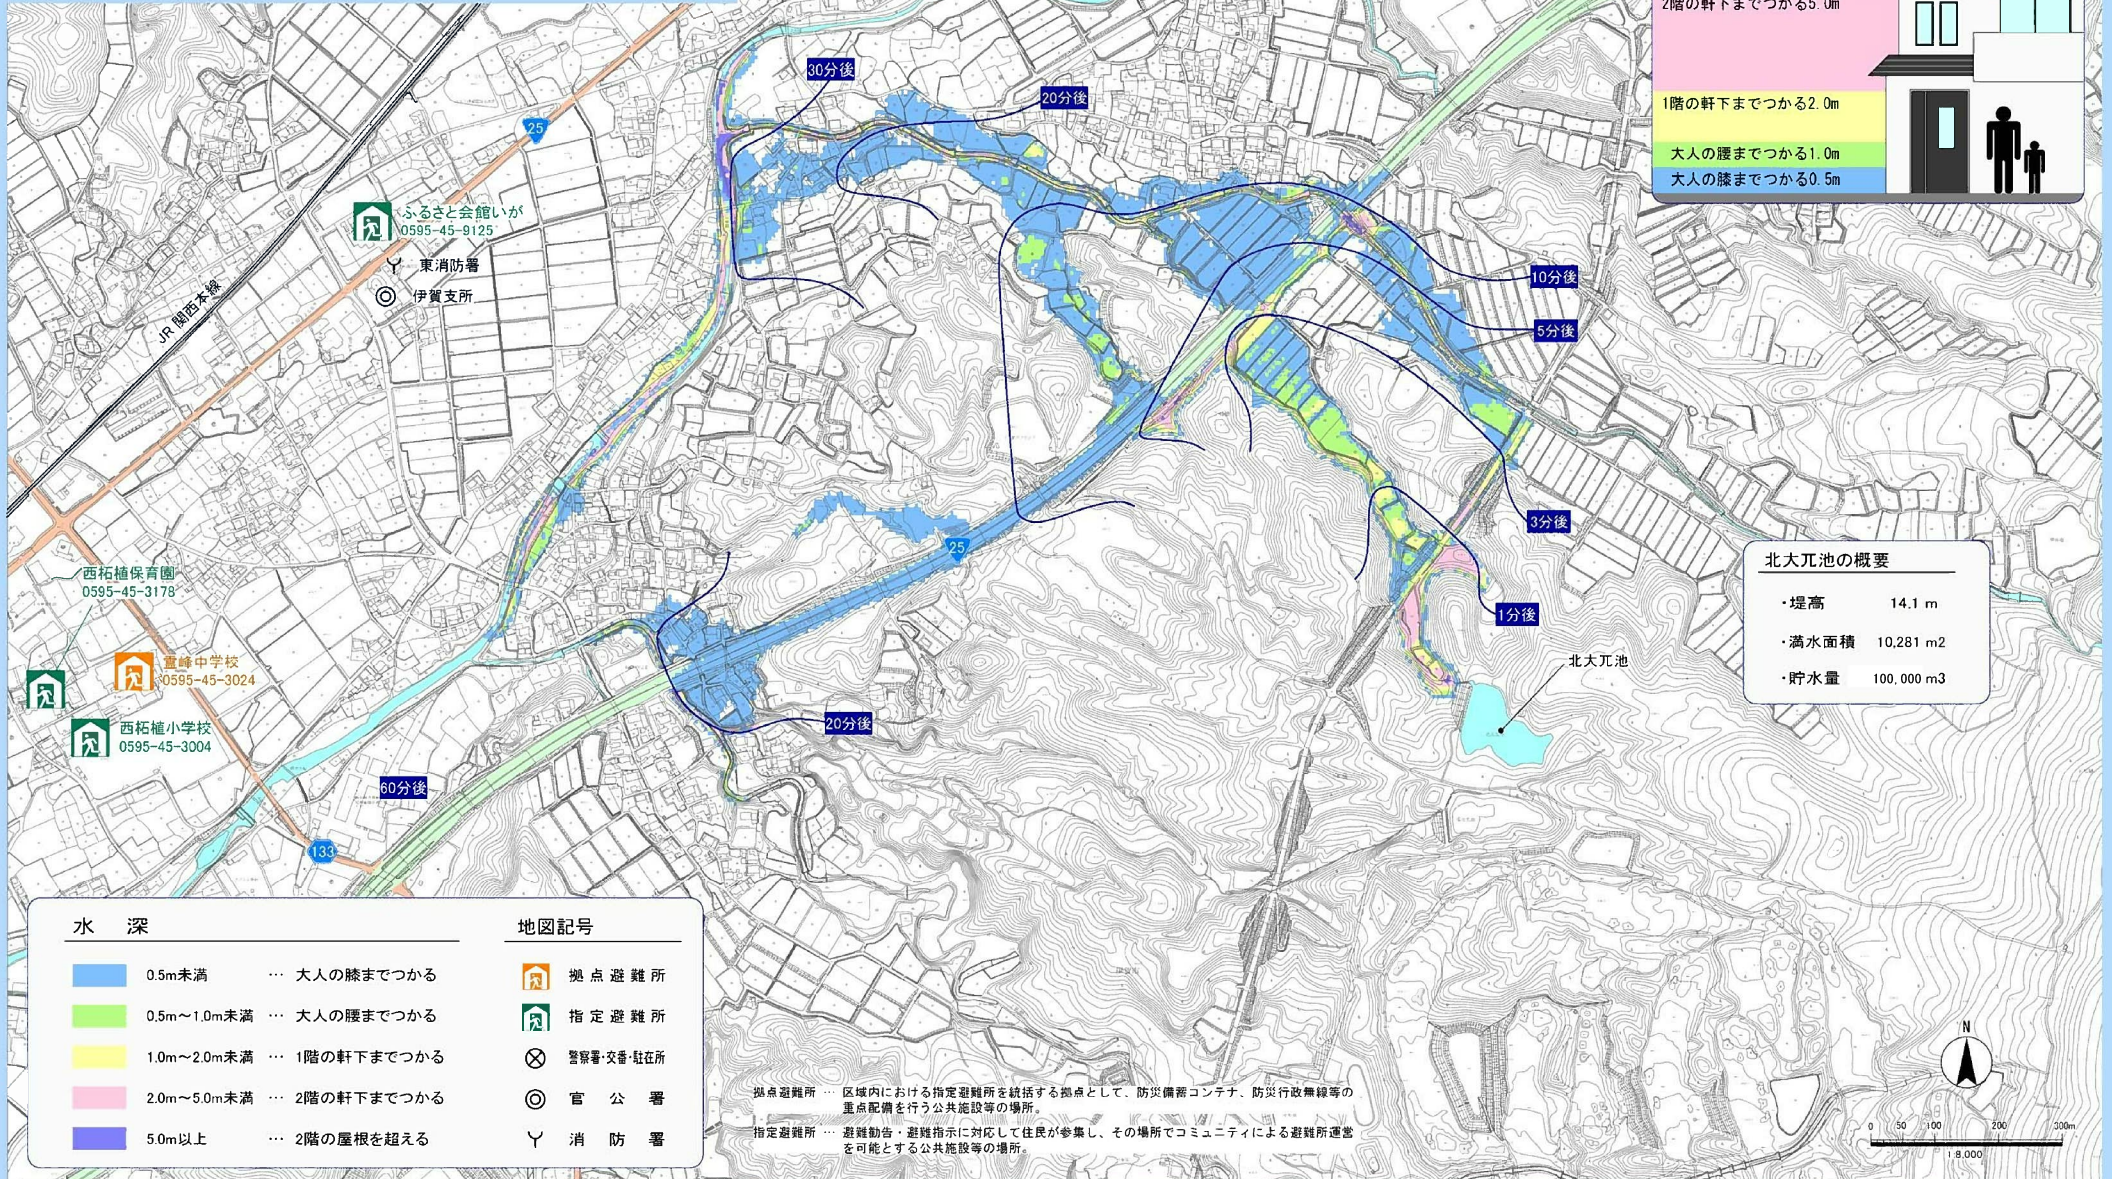 2階の軒下までつかる5.0m
1階の軒下までつかる2.0m
大人の腰までつかる1.0m
大人の膝までつかる0.5m
30分後
20分後
25
ふるさと会館いが
0595-45-9125
東消防署
伊賀支所
JR関西本線
10分後
5分後
3分後
1分後
25
西柘植保育園
0595-45-3178
霊峰中学校
0595-45-3024
西柘植小学校
0595-45-3004
20分後
60分後
133
北大兀池
北大兀池の概要
・堤高 14.1 m
・満水面積 10,281 m2
・貯水量 100,000 m3
水 深
0.5m未満 … 大人の膝までつかる
0.5m～1.0m未満 … 大人の腰までつかる
1.0m～2.0m未満 … 1階の軒下までつかる
2.0m～5.0m未満 … 2階の軒下までつかる
5.0m以上 … 2階の屋根を超える
地図記号
拠点避難所
指定避難所
警察署・交番・駐在所
官公署
消防署
拠点避難所 … 区域内における指定避難所を統括する拠点として、防災備蓄コンテナ、防災行政無線等の
重点配備を行う公共施設等の場所。
指定避難所 … 避難勧告・避難指示に対応して住民が参集し、その場所でコミュニティによる避難所運営
を可能とする公共施設等の場所。
N
0 50 100 200 300m
1:8,000